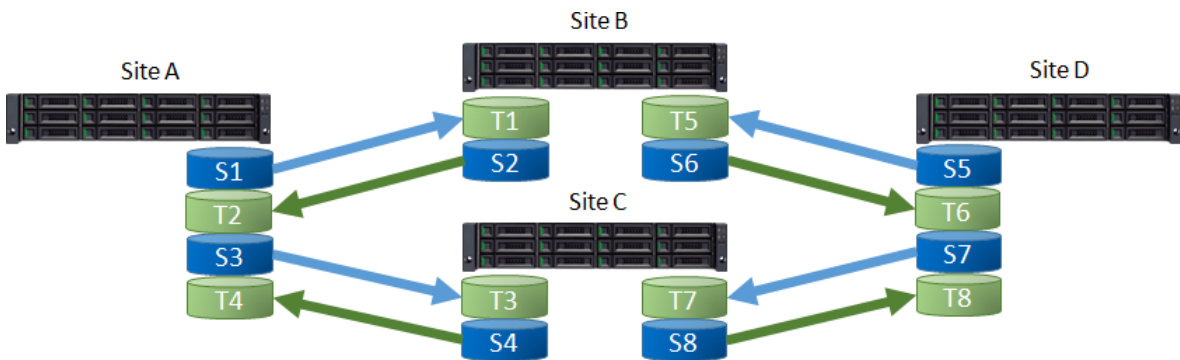 Site B
Site A
Site D
T1
T5
S1
S2
S6
S5
T2
Site C
T6
S3
S7
T4
T3
T7
T8
S4
S8